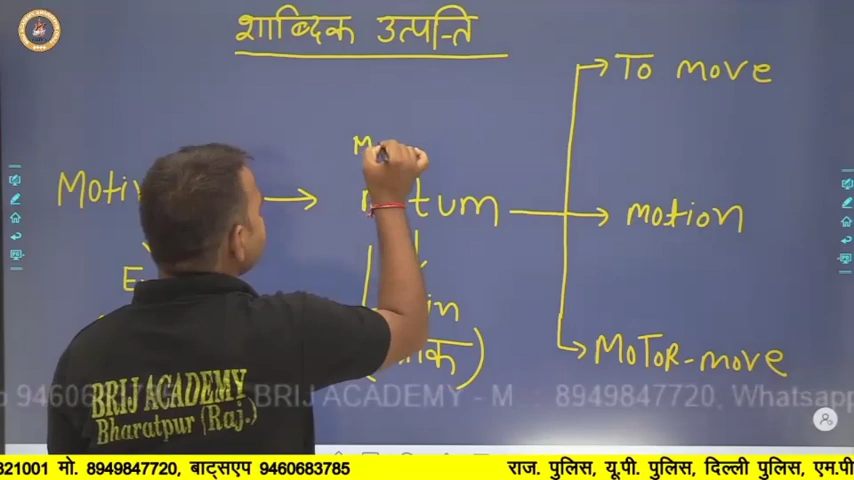 शाब्दिक उत्पत्ति
To move
tum
motion
in
MOTOR-move
BRIJ ACADEMY
Bharatpur (Raj.)
94606 BRIJ ACADEMY - M : 8949847720, Whatsapp
321001 मो. 8949847720, बाट्सएप 9460683785 राज. पुलिस, यू.पी. पुलिस, दिल्ली पुलिस, एम.पी